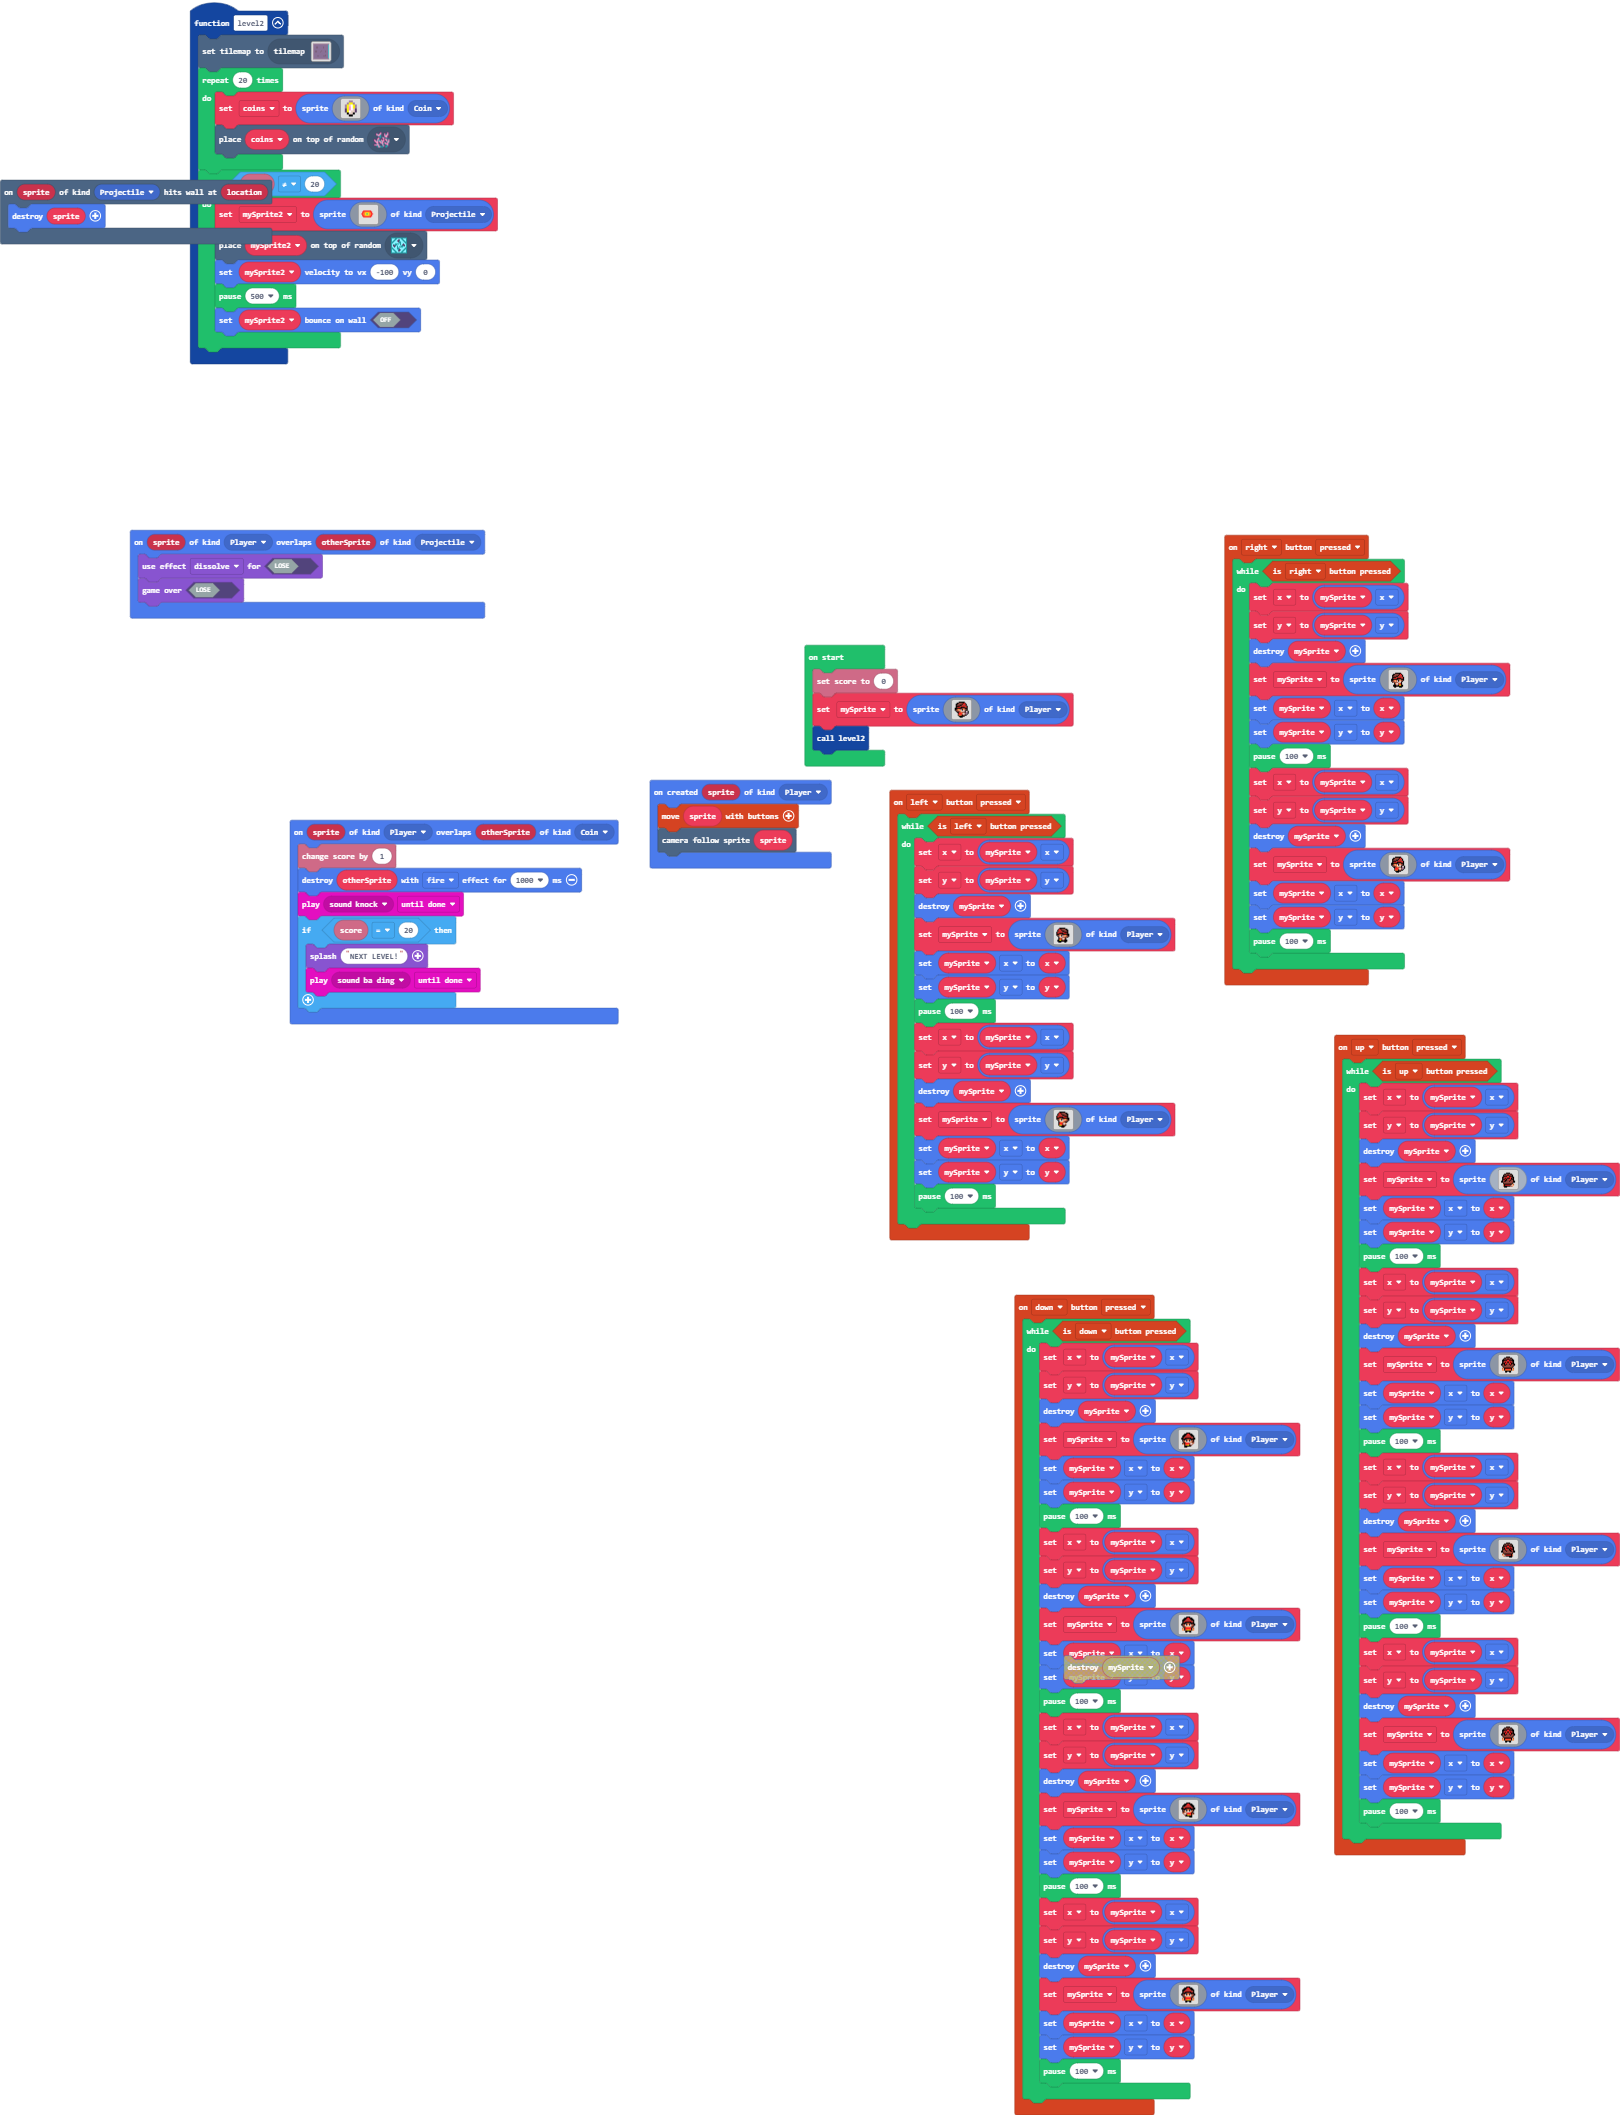 function level2
set tilemap to tilemap
repeat 20 times
do
set coins to sprite of kind Coin
place coins on top of random
≠ 20
on sprite of kind Projectile hits wall at location
destroy sprite
set mySprite2 to sprite of kind Projectile
place mySprite2 on top of random
set mySprite2 velocity to vx -100 vy 0
pause 500 ms
set mySprite2 bounce on wall OFF
on sprite of kind Player overlaps otherSprite of kind Projectile
use effect dissolve for LOSE
game over LOSE
on start
set score to 0
set mySprite to sprite of kind Player
call level2
on created sprite of kind Player
move sprite with buttons
camera follow sprite sprite
on sprite of kind Player overlaps otherSprite of kind Coin
change score by 1
destroy otherSprite with fire effect for 1000 ms
play sound knock until done
if score = 20 then
splash "NEXT LEVEL!"
play sound ba ding until done
on left button pressed
while is left button pressed
do
set x to mySprite x
set y to mySprite y
destroy mySprite
set mySprite to sprite of kind Player
set mySprite x to x
set mySprite y to y
pause 100 ms
set x to mySprite x
set y to mySprite y
destroy mySprite
set mySprite to sprite of kind Player
set mySprite x to x
set mySprite y to y
pause 100 ms
on right button pressed
while is right button pressed
do
set x to mySprite x
set y to mySprite y
destroy mySprite
set mySprite to sprite of kind Player
set mySprite x to x
set mySprite y to y
pause 100 ms
set x to mySprite x
set y to mySprite y
destroy mySprite
set mySprite to sprite of kind Player
set mySprite x to x
set mySprite y to y
pause 100 ms
on up button pressed
while is up button pressed
do
set x to mySprite x
set y to mySprite y
destroy mySprite
set mySprite to sprite of kind Player
set mySprite x to x
set mySprite y to y
pause 100 ms
set x to mySprite x
set y to mySprite y
destroy mySprite
set mySprite to sprite of kind Player
set mySprite x to x
set mySprite y to y
pause 100 ms
set x to mySprite x
set y to mySprite y
destroy mySprite
set mySprite to sprite of kind Player
set mySprite x to x
set mySprite y to y
pause 100 ms
set x to mySprite x
set y to mySprite y
destroy mySprite
set mySprite to sprite of kind Player
set mySprite x to x
set mySprite y to y
pause 100 ms
on down button pressed
while is down button pressed
do
set x to mySprite x
set y to mySprite y
destroy mySprite
set mySprite to sprite of kind Player
set mySprite x to x
set mySprite y to y
pause 100 ms
set x to mySprite x
set y to mySprite y
destroy mySprite
set mySprite to sprite of kind Player
set mySprite x to x
destroy mySprite
set
pause 100 ms
set x to mySprite x
set y to mySprite y
destroy mySprite
set mySprite to sprite of kind Player
set mySprite x to x
set mySprite y to y
pause 100 ms
set x to mySprite x
set y to mySprite y
destroy mySprite
set mySprite to sprite of kind Player
set mySprite x to x
set mySprite y to y
pause 100 ms